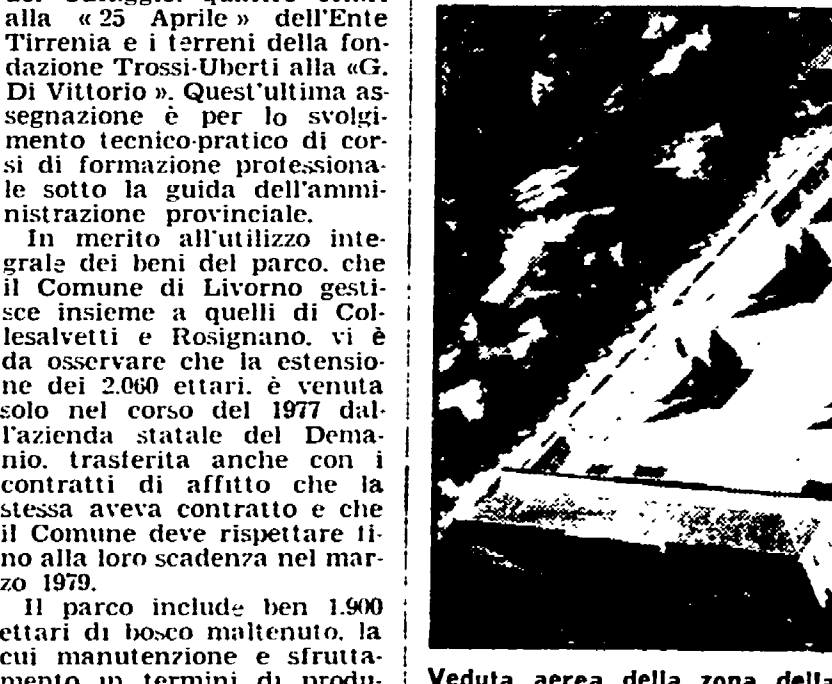 alla « 25 Aprile » dell'Ente
Tirrenia e i terreni della fon-
dazione Trossi-Uberti alla «G.
Di Vittorio ». Quest'ultima as-
segnazione è per lo svolgi-
mento tecnico-pratico di cor-
si di formazione professiona-
le sotto la guida dell'ammi-
nistrazione provinciale.
In merito all'utilizzo inte-
grale dei beni del parco, che
il Comune di Livorno gesti-
sce insieme a quelli di Col-
lesalvetti e Rosignano, vi è
da osservare che la estensio-
ne dei 2.060 ettari, è venuta
solo nel corso del 1977 dal-
l'azienda statale del Dema-
nio, trasferita anche con i
contratti di affitto che la
stessa aveva contratto e che
il Comune deve rispettare fi-
no alla loro scadenza nel mar-
zo 1979.
Il parco include ben 1.900
ettari di bosco maltenuto, la
cui manutenzione e sfrutta-
mento in termini di produ-
Veduta aerea della zona della